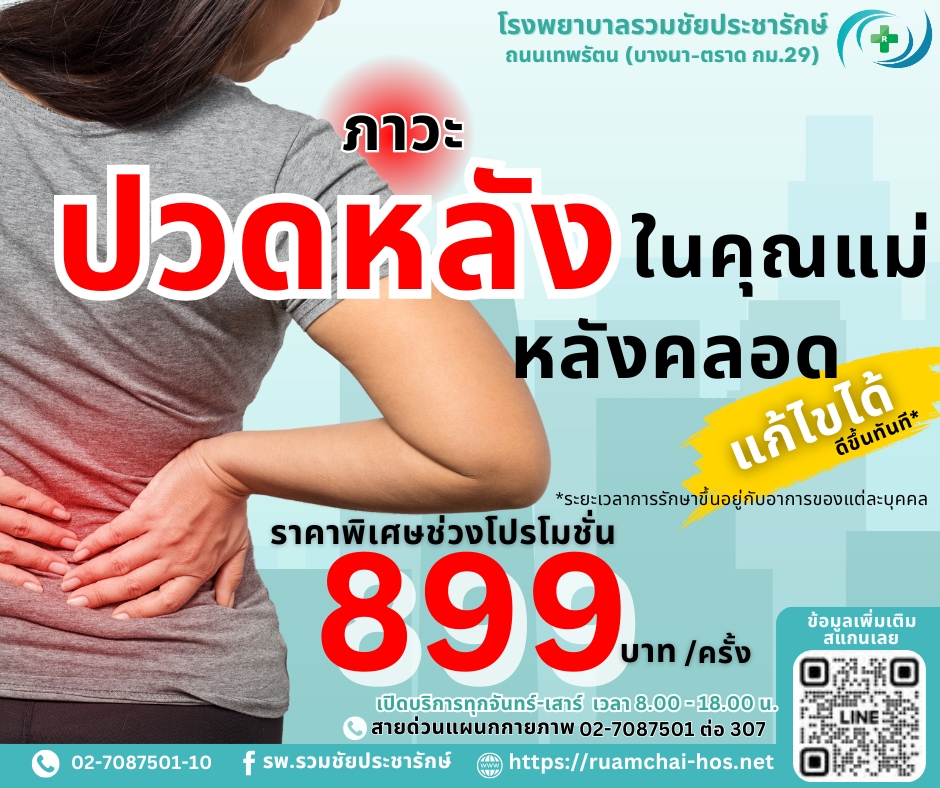 โรงพยาบาลรวมชัยประชารักษ์
ถนนเทพรัตน (บางนา-ตราด กม.29)
R
ภาวะ
ปวดหลัง ในคุณแม่
หลังคลอด
แก้ไขได้
ดีขึ้นทันที*
*ระยะเวลาการรักษาขึ้นอยู่กับอาการของแต่ละบุคคล
ราคาพิเศษช่วงโปรโมชั่น
899 บาท /ครั้ง
เปิดบริการทุกจันทร์-เสาร์ เวลา 8.00 - 18.00 น.
สายด่วนแผนกกายภาพ 02-7087501 ต่อ 307
ข้อมูลเพิ่มเติม
สแกนเลย
LINE
02-7087501-10
รพ.รวมชัยประชารักษ์
https://ruamchai-hos.net